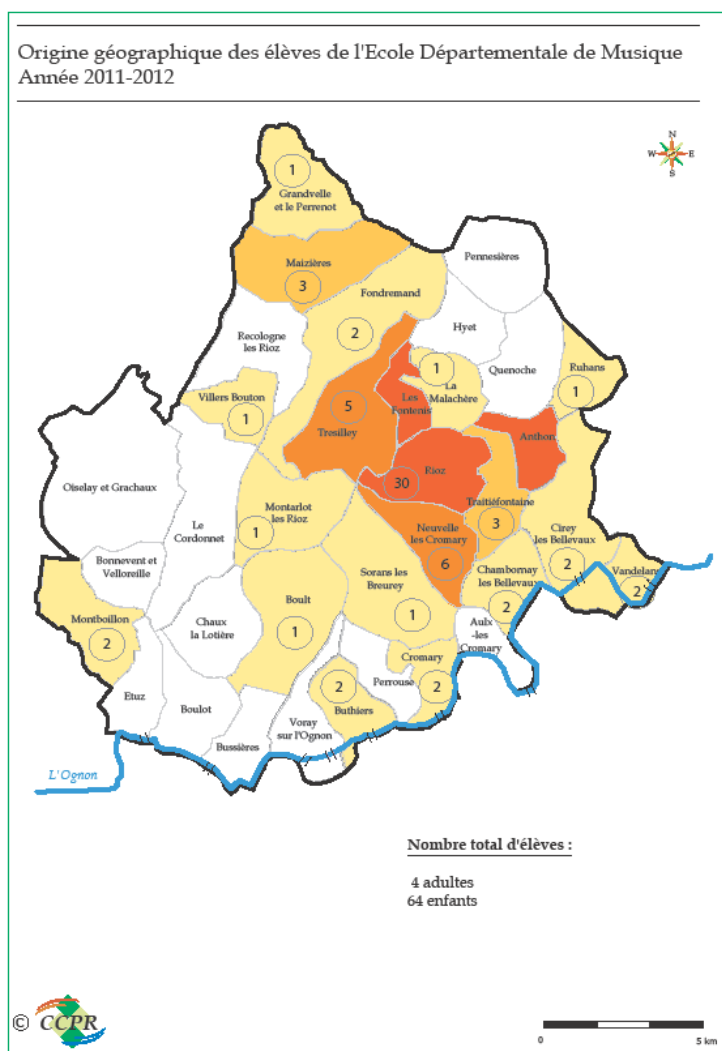 Origine géographique des élèves de l'Ecole Départementale de Musique
Année 2011-2012
N
W E
S
1
Grandvelle
et le Perrenot
Maizières
3
Pennesières
Fondremand
2
Hyet
Recologne
les Rioz
Quenoche
Ruhans
1
1
La
Malachère
Villers Bouton
1
Les
Fontenis
5
Tresilley
Anthon
Rioz
30
Oiselay et Grachaux
Traitiéfontaine
3
Montarlot
les Rioz
1
Le
Cordonnet
Neuvelle
les Cromary
6
Cirey
les Bellevaux
2
Bonnevent et
Velloreille
Sorans les
Breurey
1
Chambornay
les Bellevaux
2
Vandelans
2
Montboillon
2
Chaux
la Lotière
Boult
1
Aulx
-les
Cromary
Cromary
2
Perrouse
2
Buthiers
Etuz
Boulot
Voray
sur l'Ognon
Bussières
L'Ognon
Nombre total d'élèves :
4 adultes
64 enfants
© CCPR
0 5 km